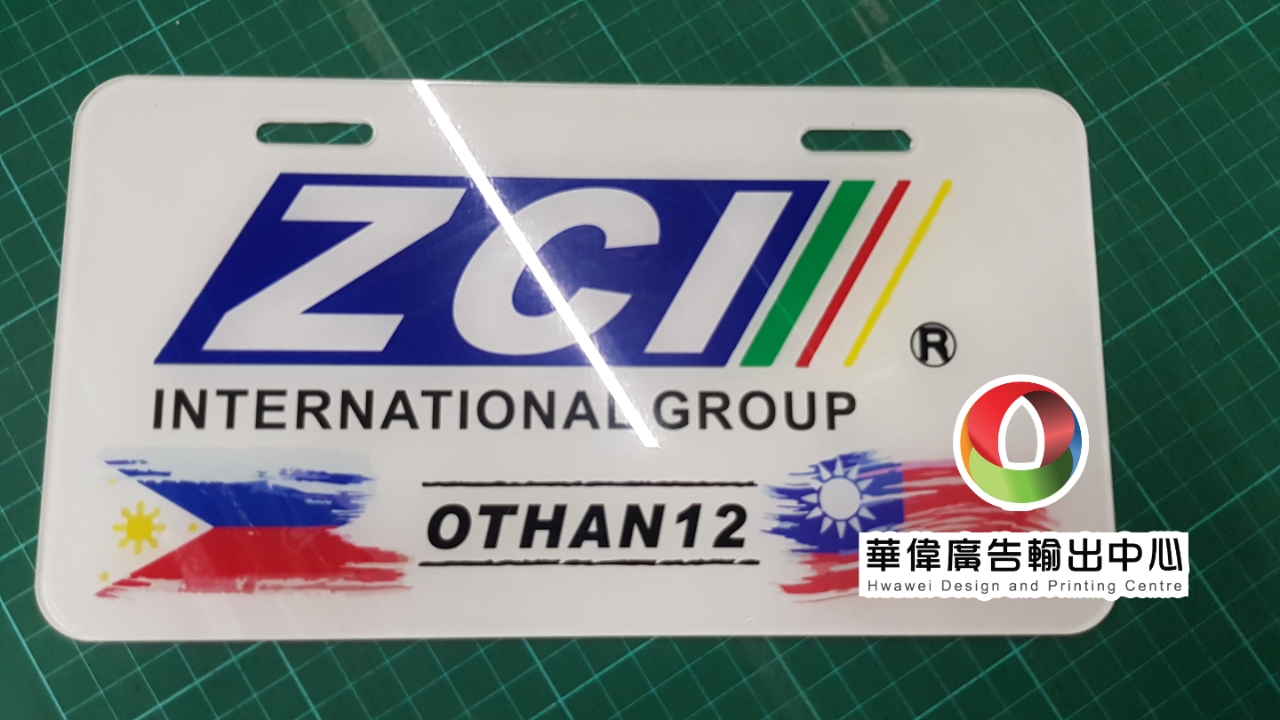 ZCI
®
INTERNATIONAL GROUP
OTHAN12
華偉廣告輸出中心
Hwawei Design and Printing Centre